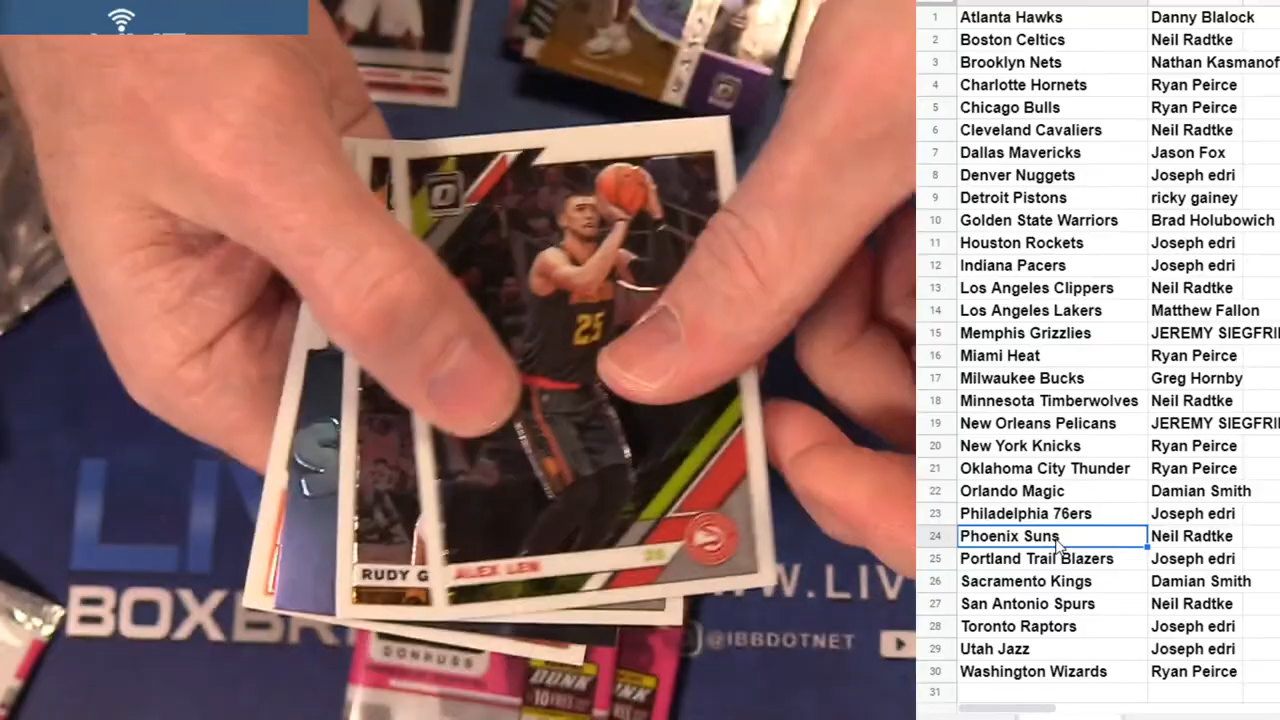 25
RUDY G
ALEX LEN
25
BOXBR
WWW.LIV
@IBBDOTNET
DONRUSS
DUNK
+10 FREE
1 Atlanta Hawks Danny Blalock
2 Boston Celtics Neil Radtke
3 Brooklyn Nets Nathan Kasmanof
4 Charlotte Hornets Ryan Peirce
5 Chicago Bulls Ryan Peirce
6 Cleveland Cavaliers Neil Radtke
7 Dallas Mavericks Jason Fox
8 Denver Nuggets Joseph edri
9 Detroit Pistons ricky gainey
10 Golden State Warriors Brad Holubowich
11 Houston Rockets Joseph edri
12 Indiana Pacers Joseph edri
13 Los Angeles Clippers Neil Radtke
14 Los Angeles Lakers Matthew Fallon
15 Memphis Grizzlies JEREMY SIEGFRI
16 Miami Heat Ryan Peirce
17 Milwaukee Bucks Greg Hornby
18 Minnesota Timberwolves Neil Radtke
19 New Orleans Pelicans JEREMY SIEGFRI
20 New York Knicks Ryan Peirce
21 Oklahoma City Thunder Ryan Peirce
22 Orlando Magic Damian Smith
23 Philadelphia 76ers Joseph edri
24 Phoenix Suns Neil Radtke
25 Portland Trail Blazers Joseph edri
26 Sacramento Kings Damian Smith
27 San Antonio Spurs Neil Radtke
28 Toronto Raptors Joseph edri
29 Utah Jazz Joseph edri
30 Washington Wizards Ryan Peirce
31